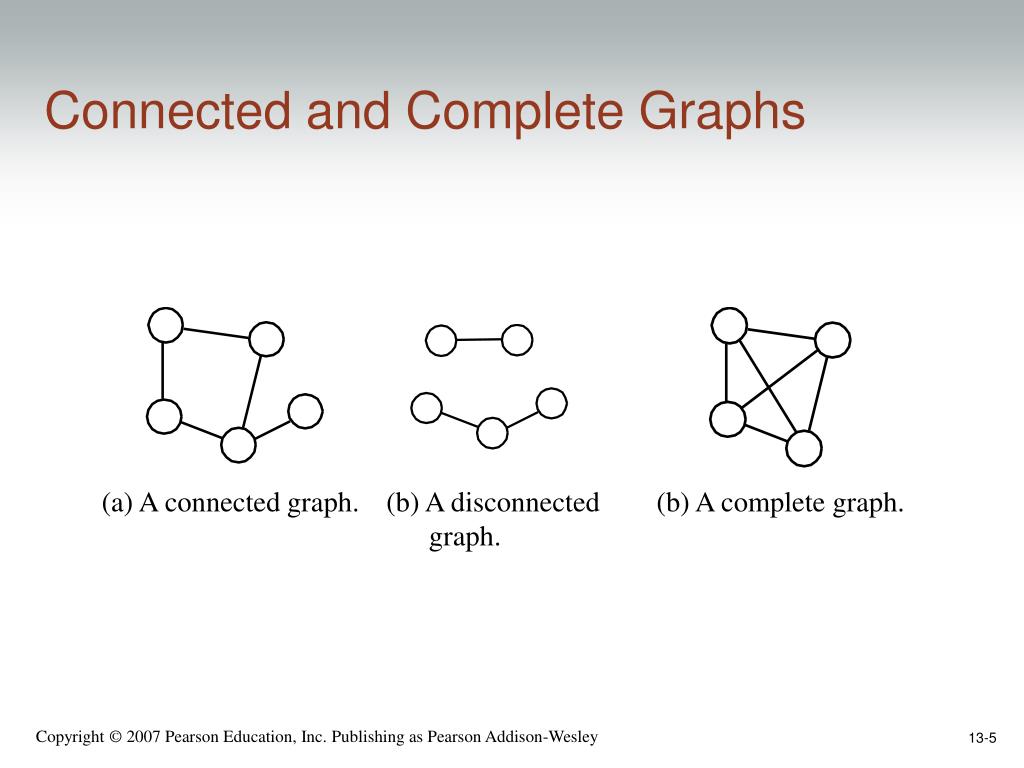 Connected and Complete Graphs
(a) A connected graph.
(b) A disconnected
graph.
(b) A complete graph.
Copyright © 2007 Pearson Education, Inc. Publishing as Pearson Addison-Wesley
13-5